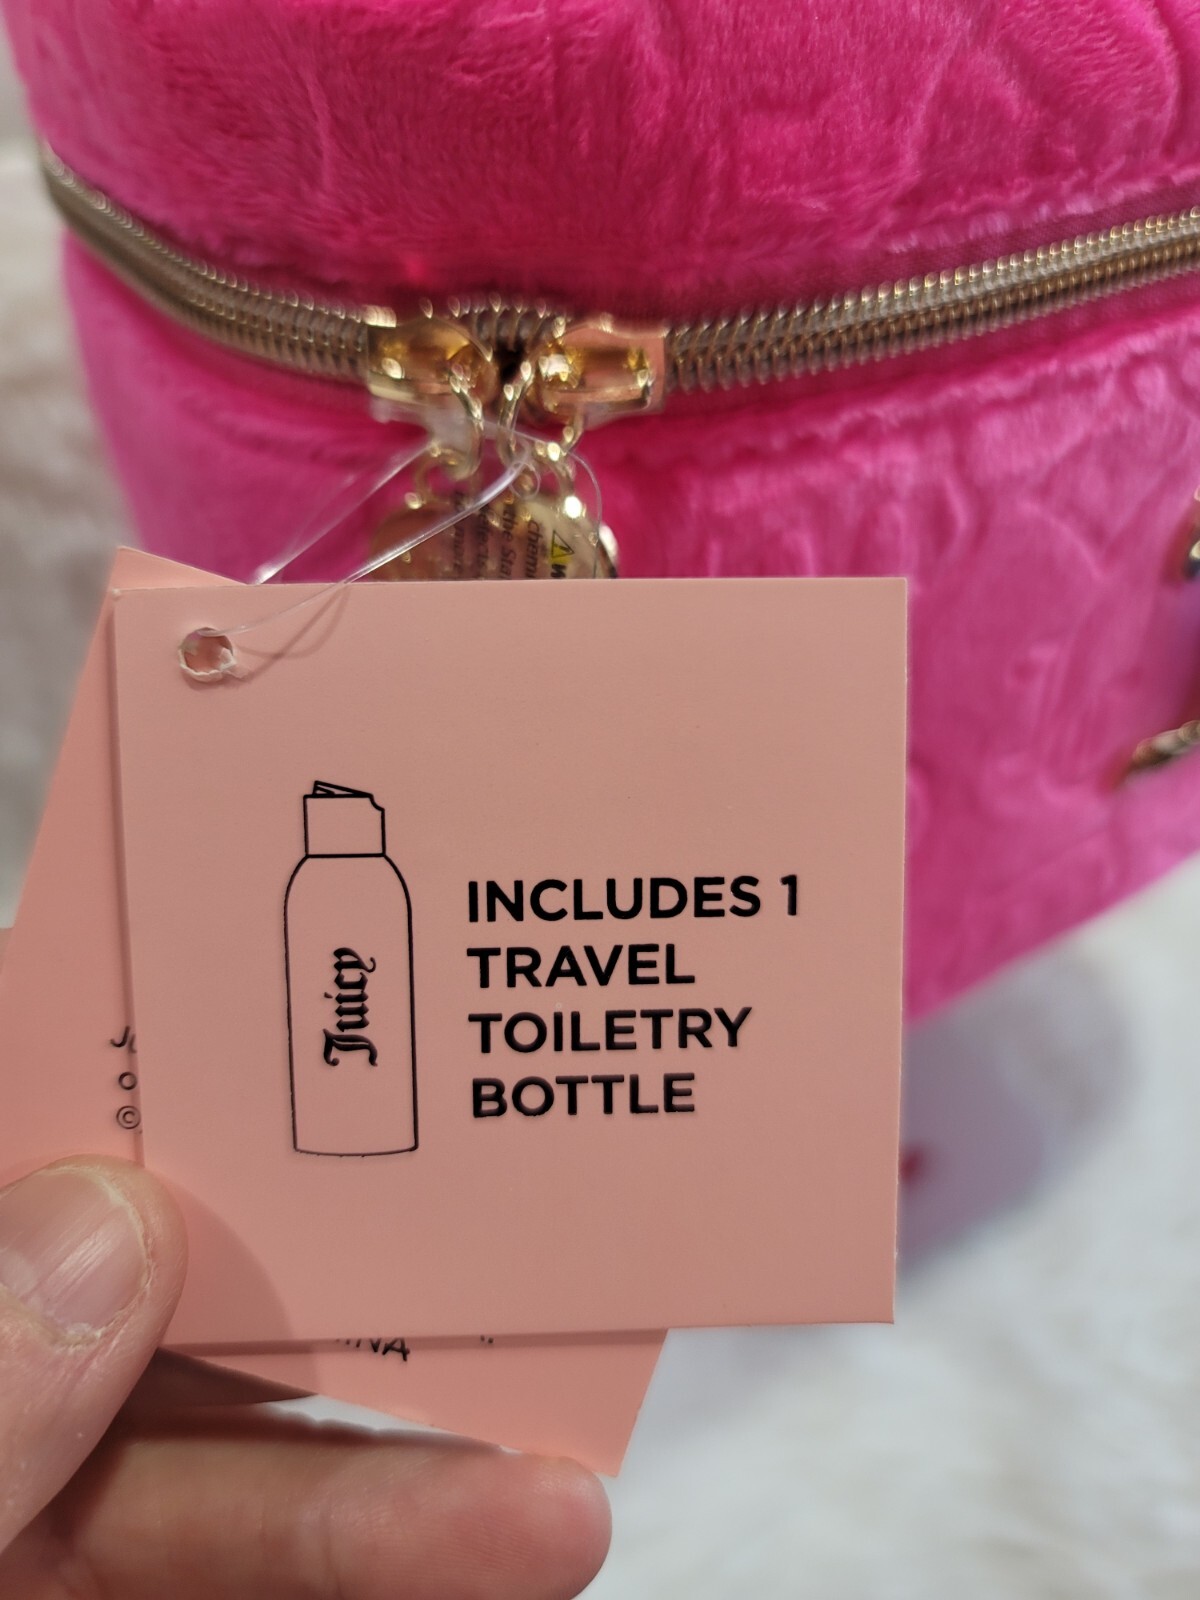 Juicy
INCLUDES 1
TRAVEL
TOILETRY
BOTTLE
©